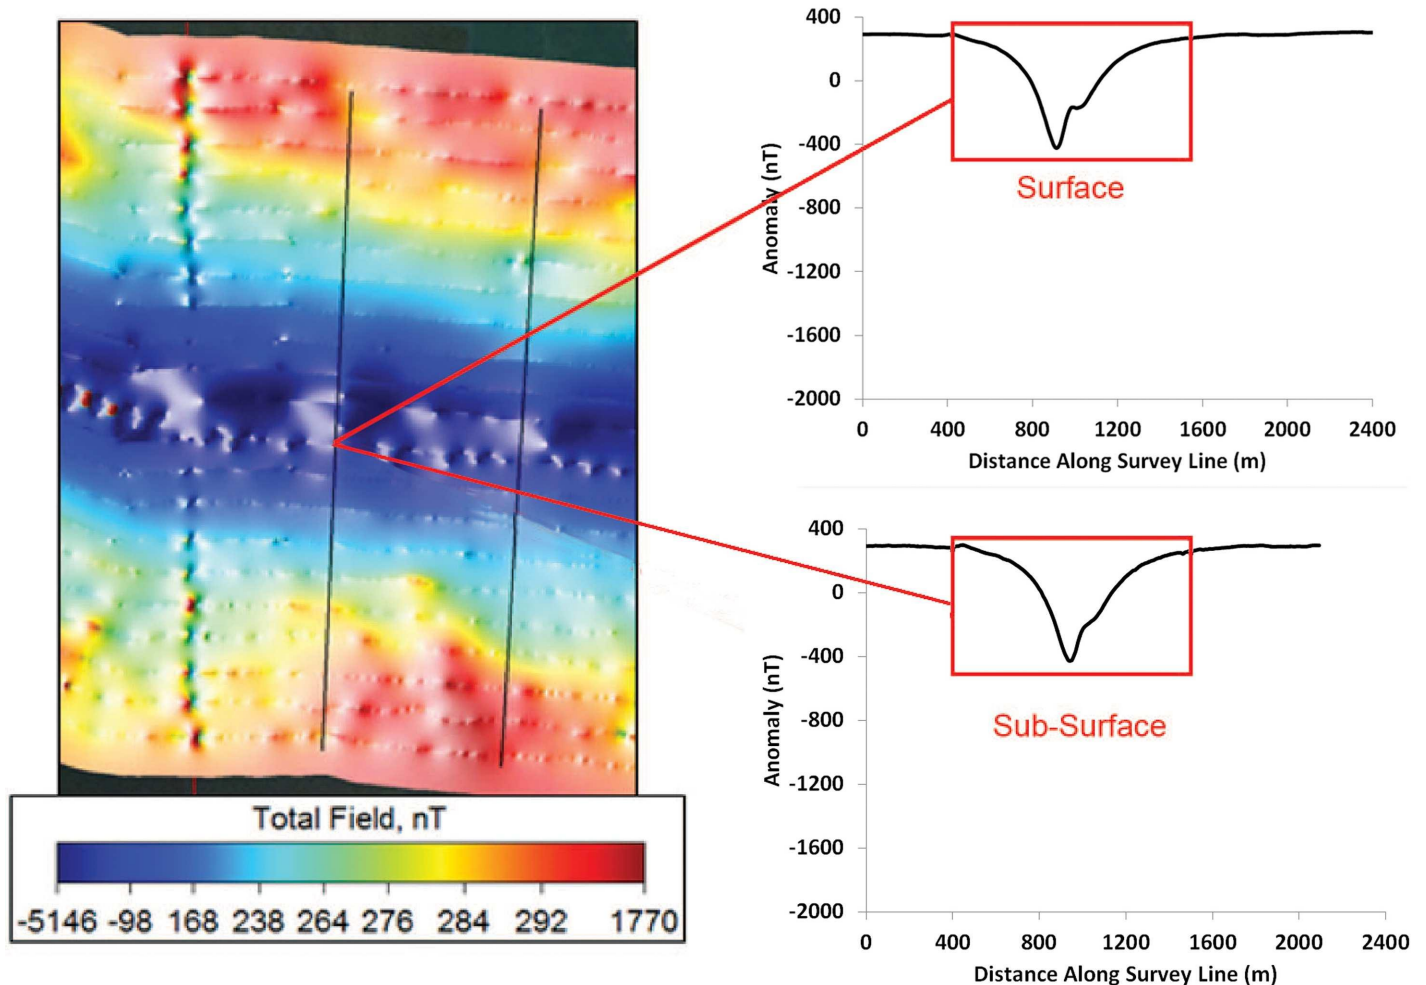 Total Field, nT
-5146 -98 168 238 264 276 284 292 1770
400
0
-400
-800
-1200
-1600
-2000
Anomaly (nT)
Surface
0 400 800 1200 1600 2000 2400
Distance Along Survey Line (m)
400
0
-400
-800
-1200
-1600
-2000
Anomaly (nT)
Sub-Surface
0 400 800 1200 1600 2000 2400
Distance Along Survey Line (m)